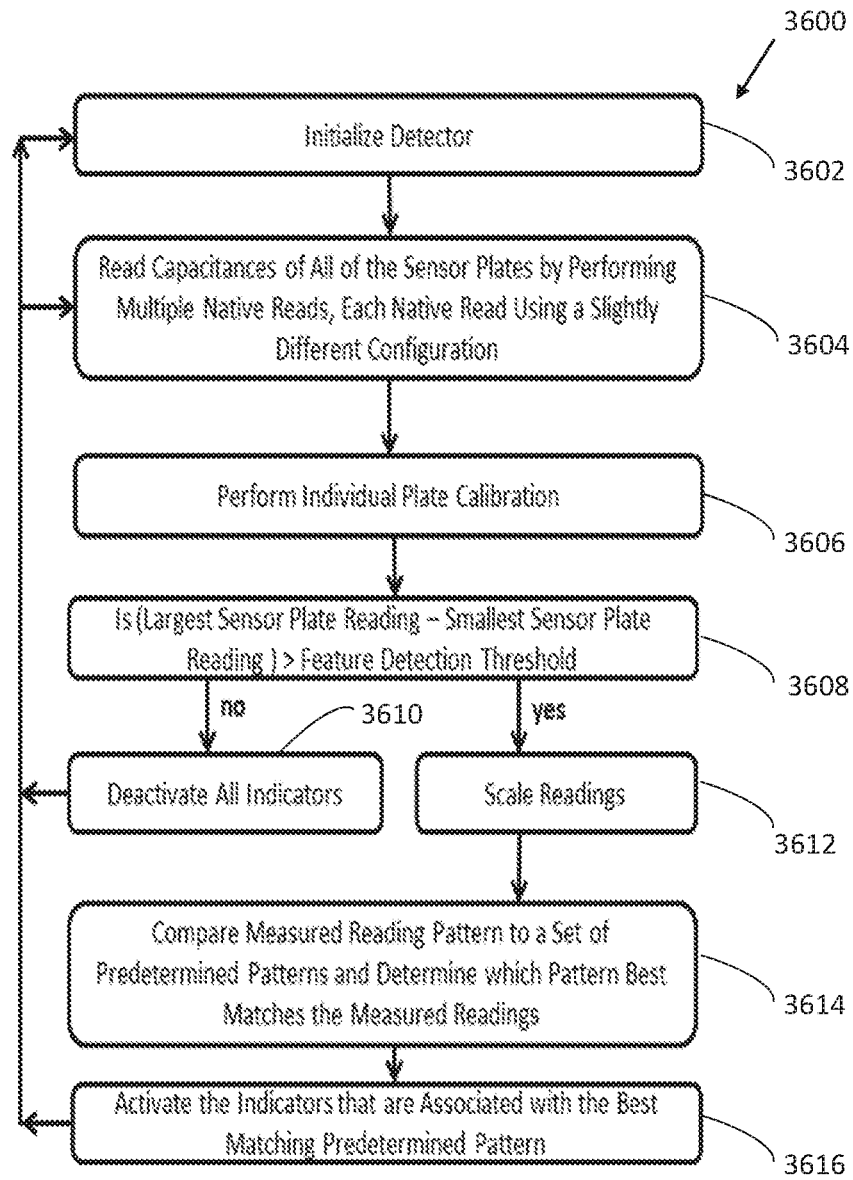 3600
Initialize Detector
3602
Read Capacitances of All of the Sensor Plates by Performing
Multiple Native Reads, Each Native Read Using a Slightly
Different Configuration
3604
Perform Individual Plate Calibration
3606
Is (Largest Sensor Plate Reading – Smallest Sensor Plate
Reading ) > Feature Detection Threshold
3608
no
3610
yes
Deactivate All Indicators
Scale Readings
3612
Compare Measured Reading Pattern to a Set of
Predetermined Patterns and Determine which Pattern Best
Matches the Measured Readings
3614
Activate the Indicators that are Associated with the Best
Matching Predetermined Pattern
3616